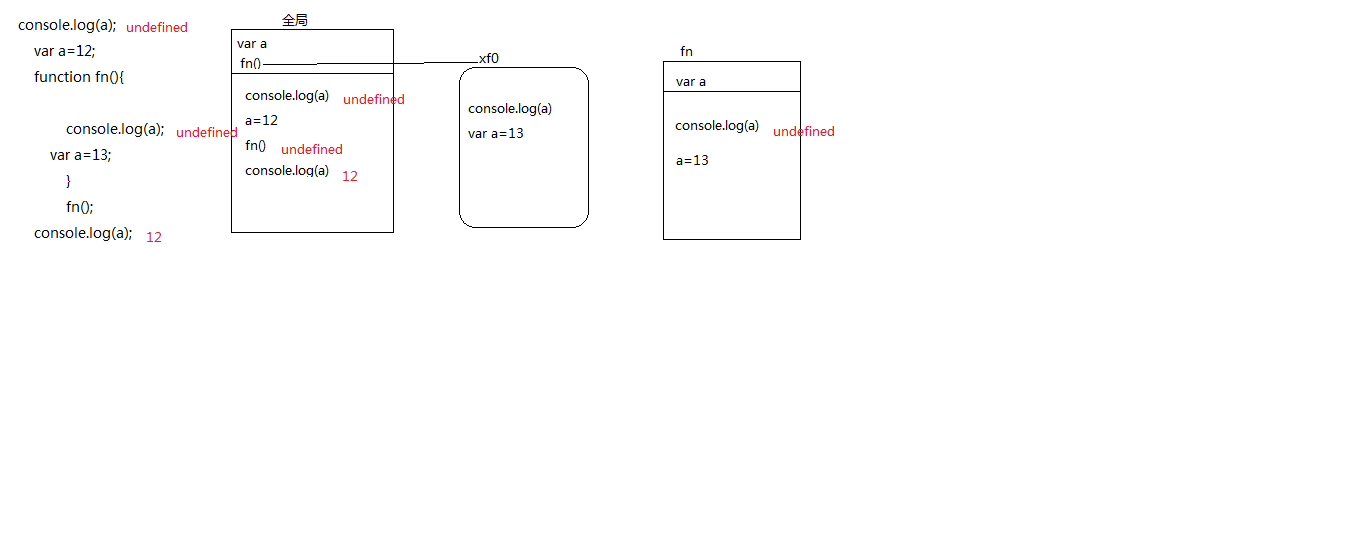 console.log(a); undefined
var a=12;
function fn(){
console.log(a); undefined
var a=13;
}
fn();
console.log(a); 12
全局
var a
fn()
console.log(a) undefined
a=12
fn() undefined
console.log(a) 12
xf0
console.log(a)
var a=13
fn
var a
console.log(a) undefined
a=13